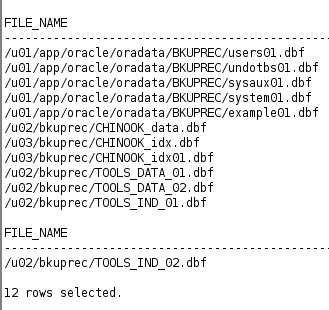 FILE_NAME
--------------------------------------------
/u01/app/oracle/oradata/BKUPREC/users01.dbf
/u01/app/oracle/oradata/BKUPREC/undotbs01.dbf
/u01/app/oracle/oradata/BKUPREC/sysaux01.dbf
/u01/app/oracle/oradata/BKUPREC/system01.dbf
/u01/app/oracle/oradata/BKUPREC/example01.dbf
/u02/bkuprec/CHINOOK_data.dbf
/u03/bkuprec/CHINOOK_idx.dbf
/u03/bkuprec/CHINOOK_idx01.dbf
/u02/bkuprec/TOOLS_DATA_01.dbf
/u02/bkuprec/TOOLS_DATA_02.dbf
/u02/bkuprec/TOOLS_IND_01.dbf
FILE_NAME
--------------------------------------------
/u02/bkuprec/TOOLS_IND_02.dbf
12 rows selected.